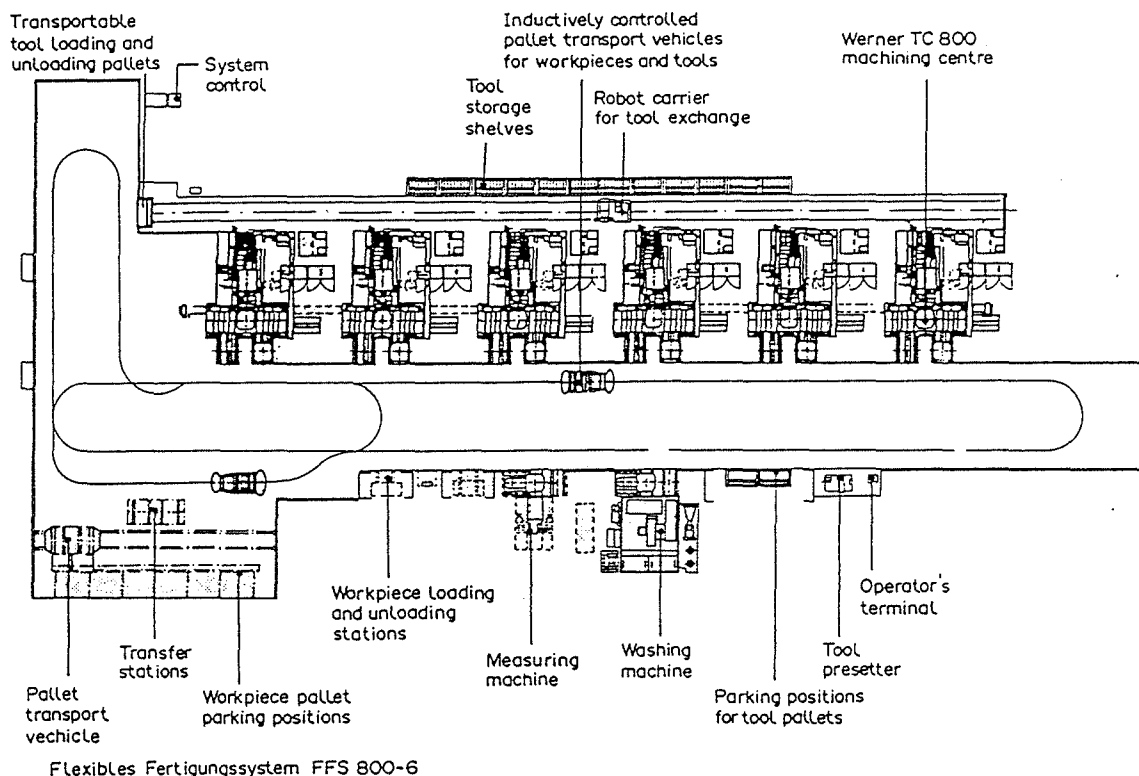 Transportable
tool loading and
unloading pallets
System
control
Tool
storage
shelves
Inductively controlled
pallet transport vehicles
for workpieces and tools
Robot carrier
for tool exchange
Werner TC 800
machining centre
Pallet
transport
vechicle
Transfer
stations
Workpiece pallet
parking positions
Workpiece loading
and unloading
stations
Measuring
machine
Washing
machine
Parking positions
for tool pallets
Tool
presetter
Operator's
terminal
Flexibles Fertigungssystem FFS 800-6